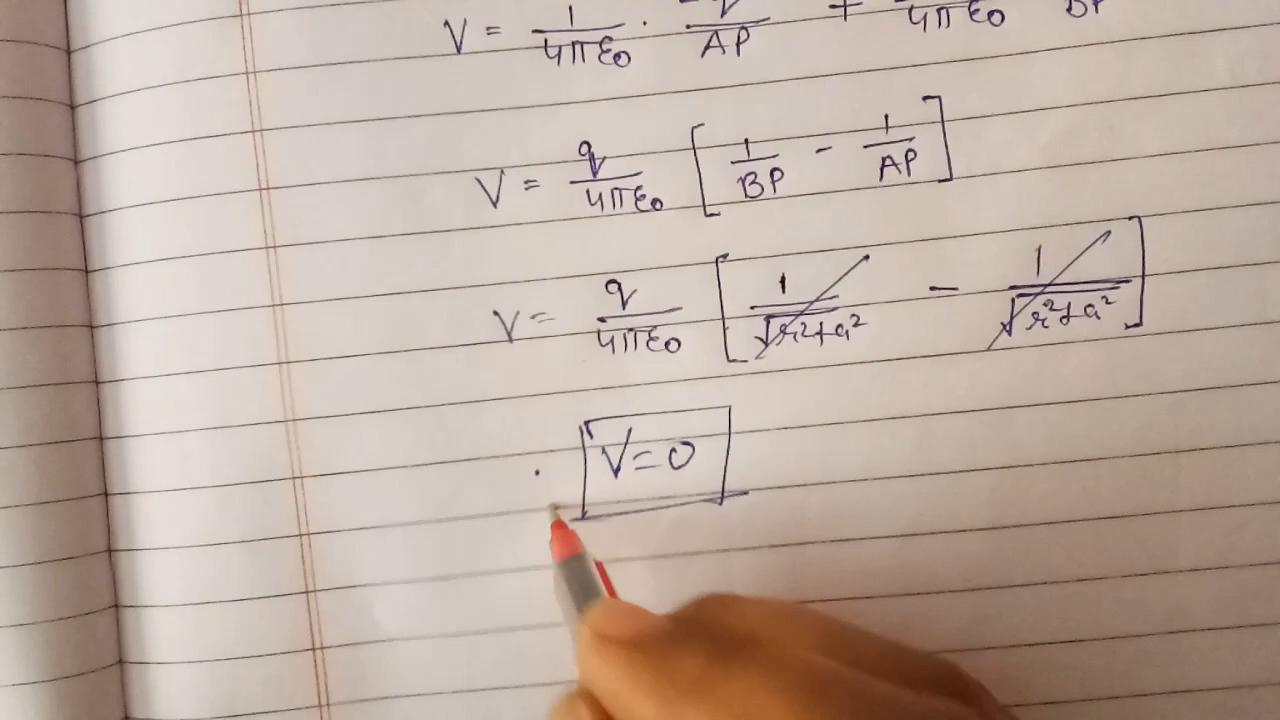 V = 1/4πε₀ · q/AP + 4πε₀ BP
V = q/4πε₀ [ 1/BP - 1/AP ]
V = q/4πε₀ [ 1/√r²+a² - 1/√r²+a² ]
V = 0